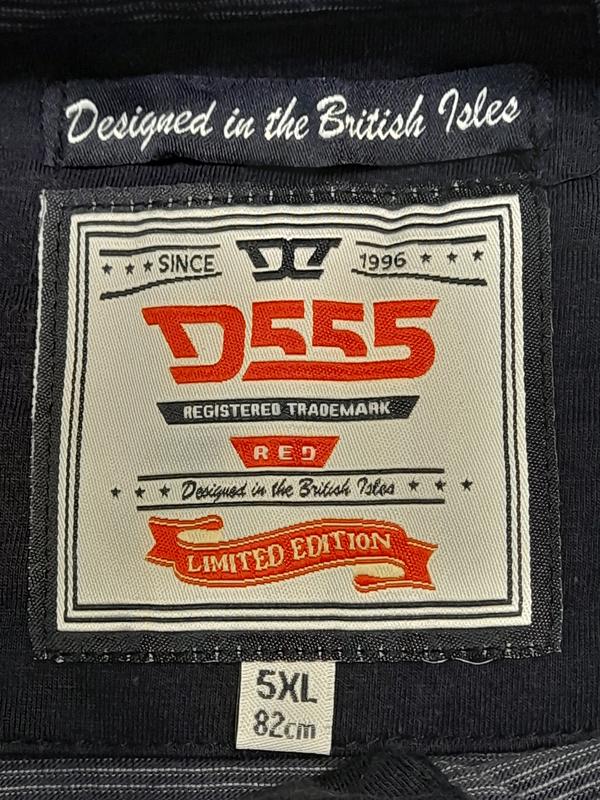 Designed in the British Isles
SINCE 1996
D555
REGISTERED TRADEMARK
RED
Designed in the British Isles
LIMITED EDITION
5XL
82cm